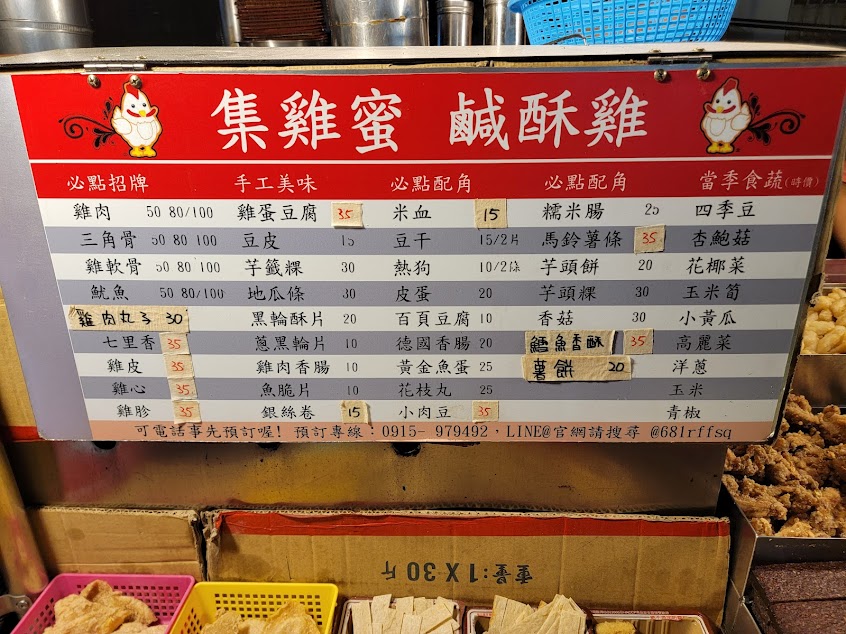 集雞蜜 鹹酥雞
必點招牌 手工美味 必點配角 必點配角 當季食蔬(時價)
雞肉 50 80/100 雞蛋豆腐 35 米血 15 糯米腸 25 四季豆
三角骨 50 80 100 豆皮 15 豆干 15/2片 馬鈴薯條 35 杏鮑菇
雞軟骨 50 80 100 芋籤粿 30 熱狗 10/2條 芋頭餅 20 花椰菜
魷魚 50 80/100 地瓜條 30 皮蛋 20 芋頭粿 30 玉米筍
雞肉丸子 30 黑輪酥片 20 百頁豆腐 10 香菇 30 小黃瓜
七里香 35 蔥黑輪片 10 德國香腸 20 鱈魚香酥 35 高麗菜
雞皮 35 雞肉香腸 10 黃金魚蛋 25 薯餅 20 洋蔥
雞心 35 魚脆片 10 花枝丸 25 玉米
雞胗 35 銀絲卷 15 小肉豆 35 青椒
可電話事先預訂喔! 預訂專線：0915- 979492，LINE@官網請搜尋 @681rffsq
重量:1X30斤